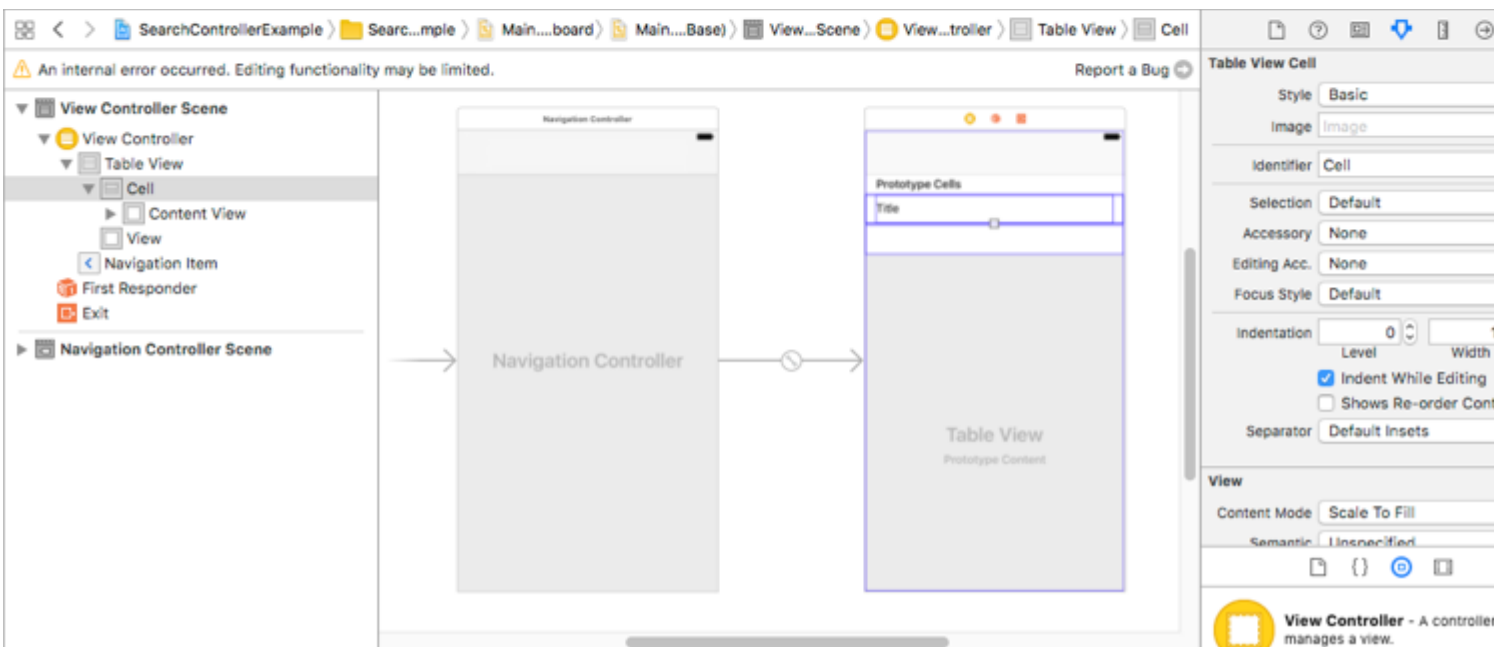 SearchControllerExample Searc...mple Main....board Main....Base) View...Scene View...troller Table View Cell
An internal error occurred. Editing functionality may be limited. Report a Bug
View Controller Scene
View Controller
Table View
Cell
Content View
View
Navigation Item
First Responder
Exit
Navigation Controller Scene
Navigation Controller
Navigation Controller
Prototype Cells
Title
Table View
Prototype Content
Table View Cell
Style Basic
Image Image
Identifier Cell
Selection Default
Accessory None
Editing Acc. None
Focus Style Default
Indentation 0 1
Level Width
Indent While Editing
Shows Re-order Cont
Separator Default Insets
View
Content Mode Scale To Fill
Semantic Unspecified
{}
View Controller - A controller
manages a view.